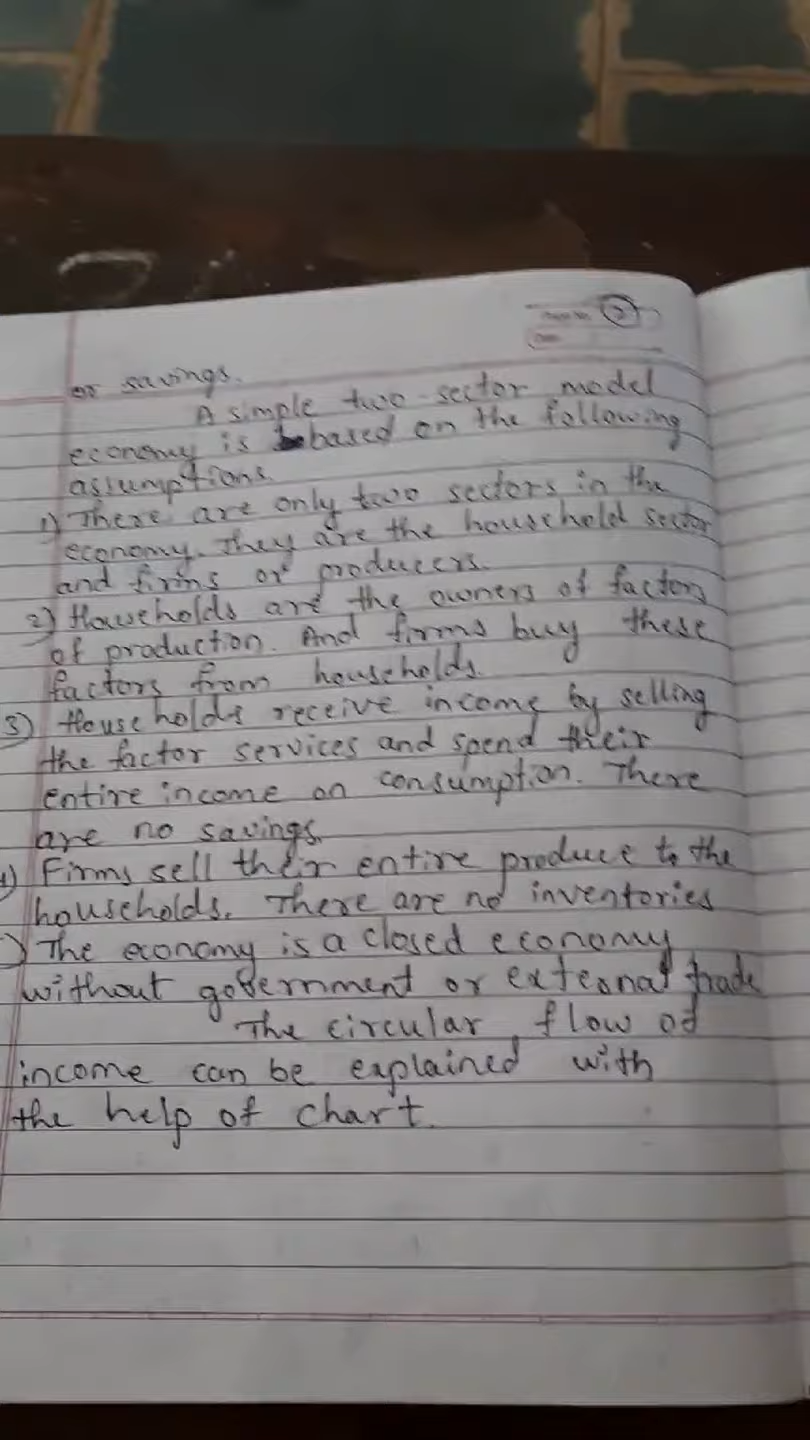 Page No. 2
Date
or savings.
A simple two-sector model
economy is based on the following
assumptions.
1) There are only two sectors in the
economy. They are the household sector
and firms or producers.
2) Households are the owners of factors
of production. And firms buy these
factors from households.
3) Households receive income by selling
the factor services and spend their
entire income on consumption. There
are no savings.
4) Firms sell their entire produce to the
households. There are no inventories
) The economy is a closed economy
without government or external trade
The circular flow of
income can be explained with
the help of chart.